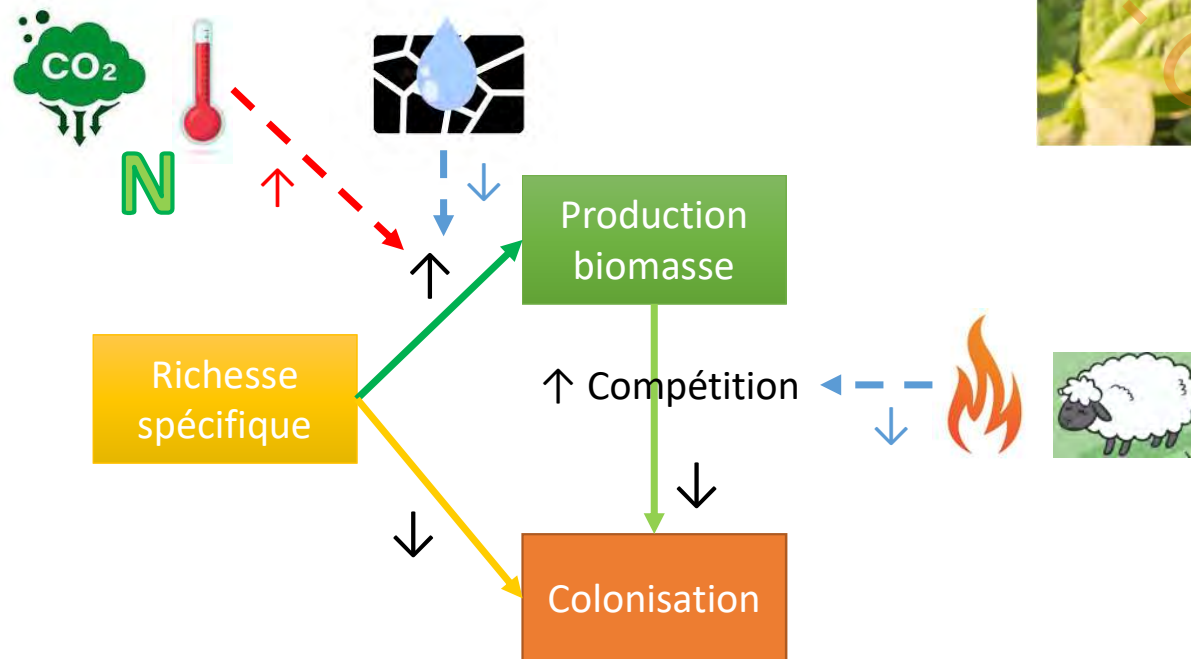 CO₂
N
↑
↓
↑
Production
biomasse
Richesse
spécifique
↑ Compétition
↓
↓
↓
Colonisation